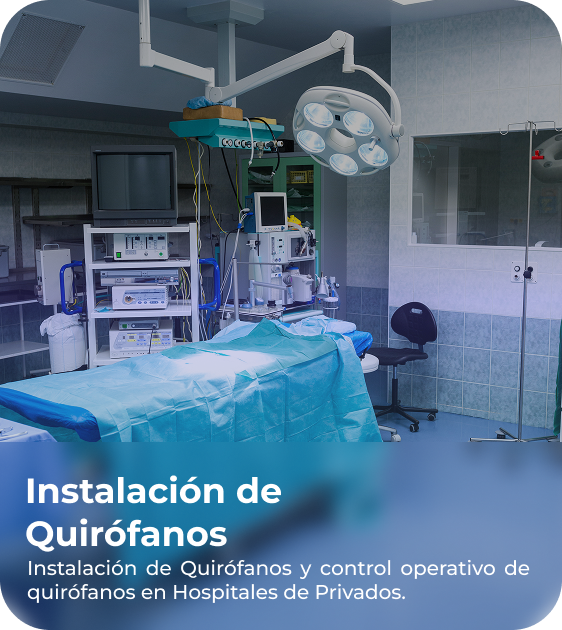 Instalación de
Quirófanos
Instalación de Quirófanos y control operativo de
quirófanos en Hospitales de Privados.